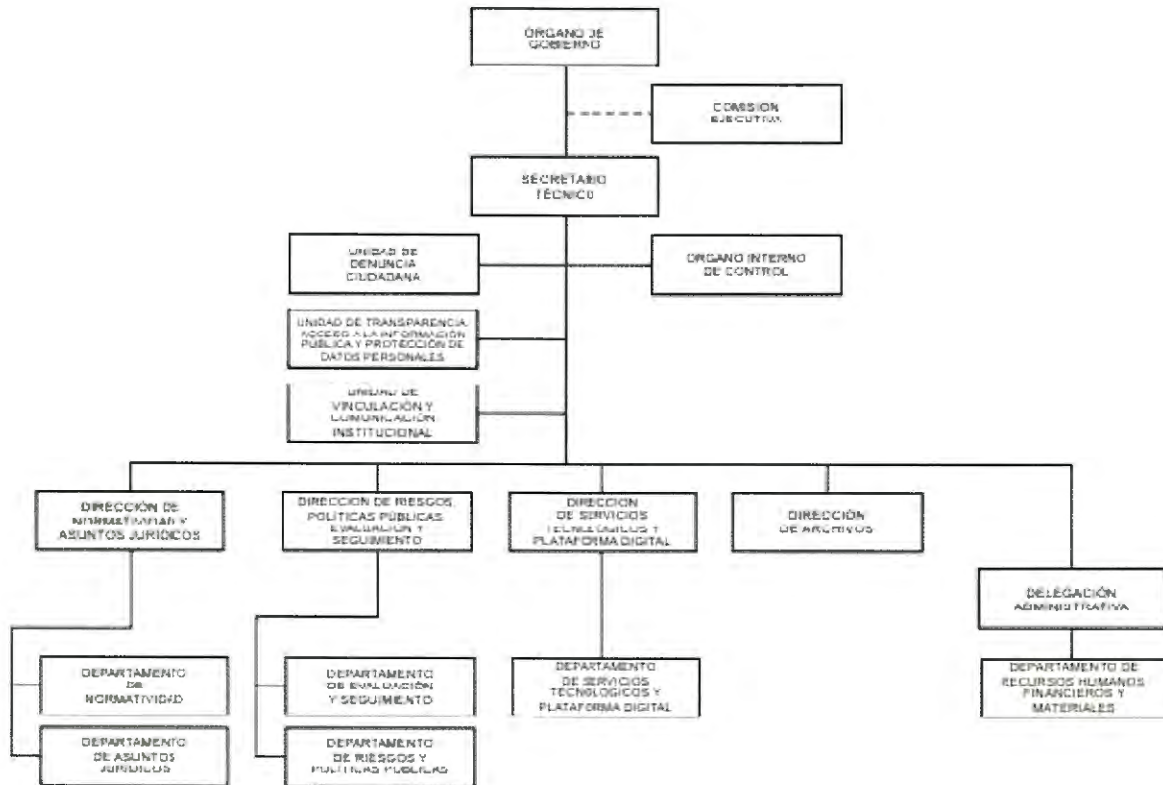 ÓRGANO DE
GOBIERNO
COMISIÓN
EJECUTIVA
SECRETARIO
TÉCNICO
UNIDAD DE
DENUNCIA
CIUDADANA
ÓRGANO INTERNO
DE CONTROL
UNIDAD DE TRANSPARENCIA,
ACCESO A LA INFORMACIÓN
PÚBLICA Y PROTECCIÓN DE
DATOS PERSONALES
UNIDAD DE
VINCULACIÓN Y
COMUNICACIÓN
INSTITUCIONAL
DIRECCIÓN DE
NORMATIVIDAD Y
ASUNTOS JURÍDICOS
DIRECCIÓN DE RIESGOS,
POLÍTICAS PÚBLICAS,
EVALUACIÓN Y
SEGUIMIENTO
DIRECCIÓN
DE SERVICIOS
TECNOLÓGICOS Y
PLATAFORMA DIGITAL
DIRECCIÓN
DE ARCHIVOS
DELEGACIÓN
ADMINISTRATIVA
DEPARTAMENTO
DE
NORMATIVIDAD
DEPARTAMENTO
DE EVALUACIÓN
Y SEGUIMIENTO
DEPARTAMENTO
DE SERVICIOS
TECNOLÓGICOS Y
PLATAFORMA DIGITAL
DEPARTAMENTO DE
RECURSOS HUMANOS
FINANCIEROS Y
MATERIALES
DEPARTAMENTO
DE ASUNTOS
JURÍDICOS
DEPARTAMENTO
DE RIESGOS Y
POLÍTICAS PÚBLICAS